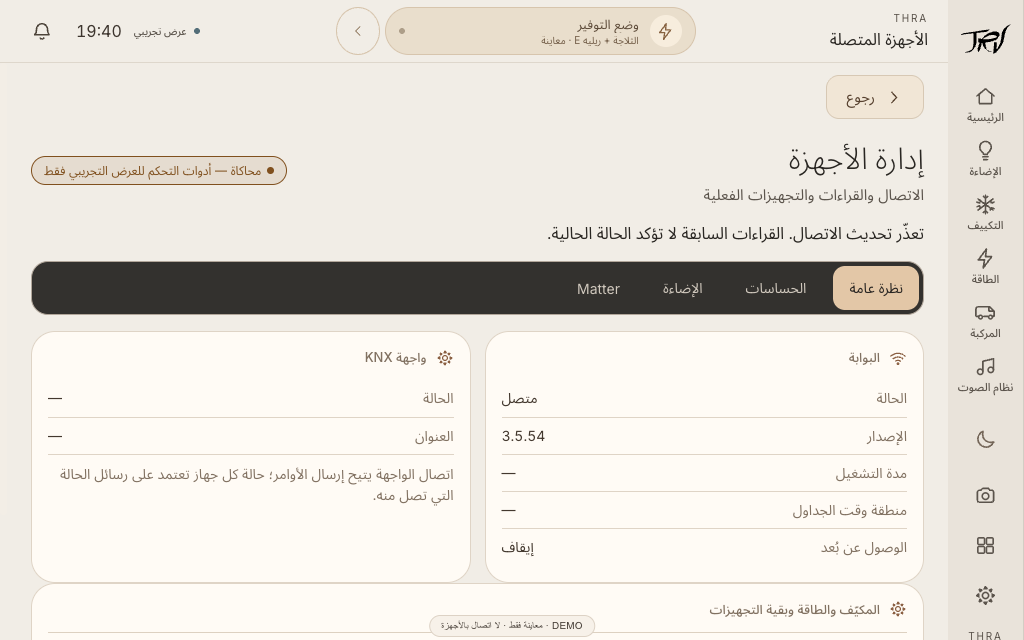 THRA
الأجهزة المتصلة
وضع التوفير
الثلاجة + ريليه E · معاينة
عرض تجريبي
19:40
الرئيسية
الإضاءة
التكييف
الطاقة
المركبة
نظام الصوت
THRA
رجوع
إدارة الأجهزة
الاتصال والقراءات والتجهيزات الفعلية
محاكاة — أدوات التحكم للعرض التجريبي فقط
تعذّر تحديث الاتصال. القراءات السابقة لا تؤكد الحالة الحالية.
نظرة عامة
الحساسات
الإضاءة
Matter
البوابة
الحالة متصل
الإصدار 3.5.54
مدة التشغيل —
منطقة وقت الجداول —
الوصول عن بُعد إيقاف
واجهة KNX
الحالة —
العنوان —
اتصال الواجهة يتيح إرسال الأوامر؛ حالة كل جهاز تعتمد على رسائل الحالة
التي تصل منه.
المكيّف والطاقة وبقية التجهيزات
DEMO · معاينة فقط · لا اتصال بالأجهزة